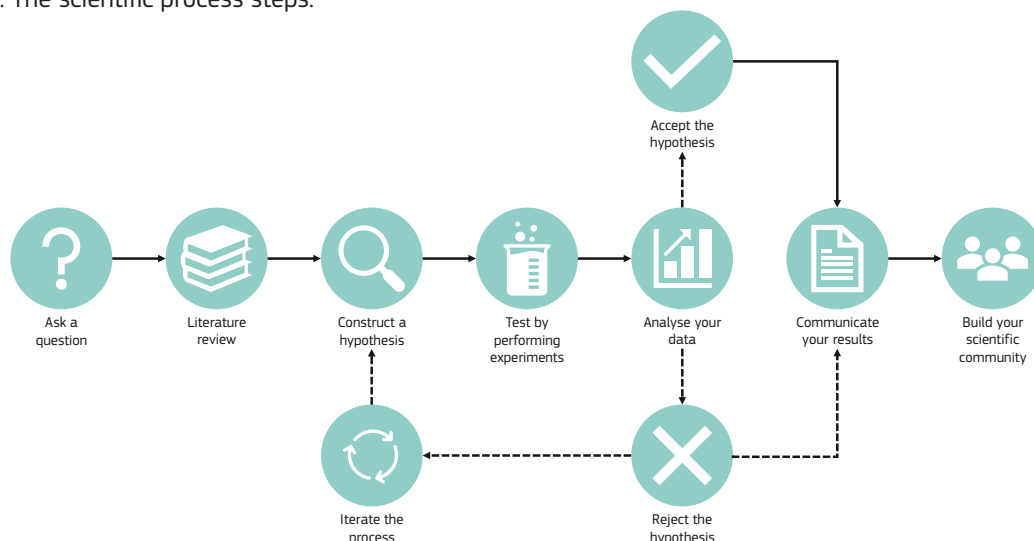 . The scientific process steps.
Accept the
hypothesis
Ask a
question
Literature
review
Construct a
hypothesis
Test by
performing
experiments
Analyse your
data
Communicate
your results
Build your
scientific
community
Iterate the
process
Reject the
hypothesis